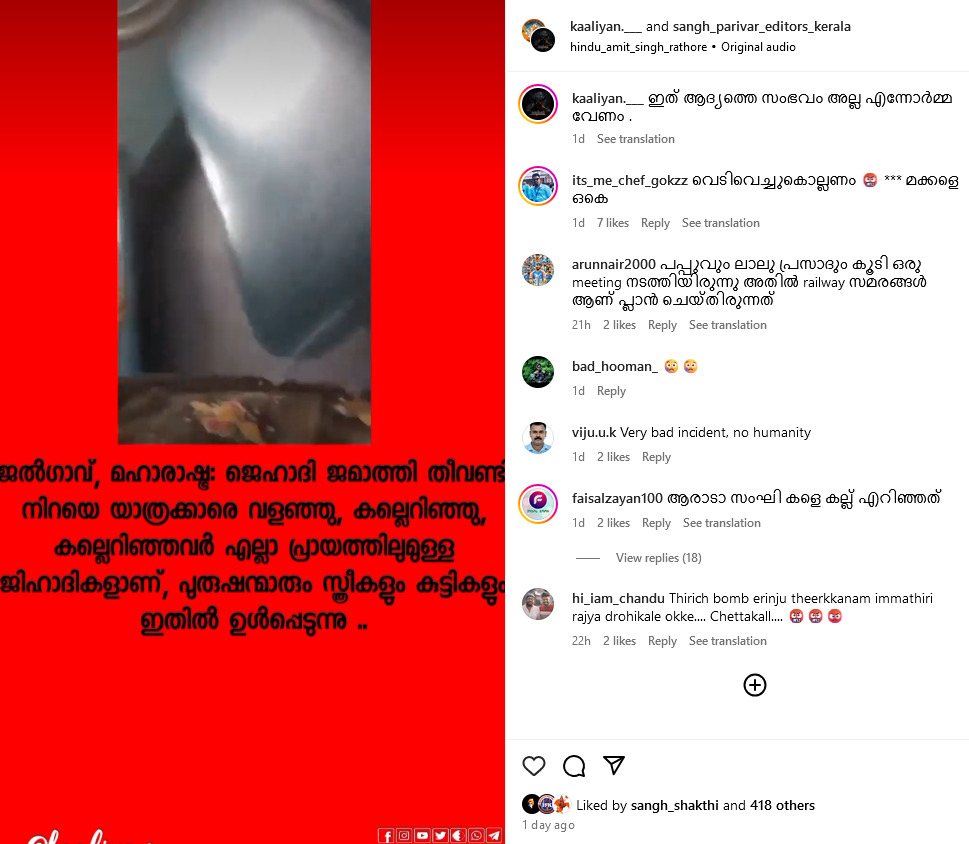 ജൽഗാവ്, മഹാരാഷ്ട്ര: ജെഹാദി ജമാത്തി തീവണ്ടി
നിറയെ യാത്രക്കാരെ വളഞ്ഞു, കല്ലെറിഞ്ഞു,
കല്ലെറിഞ്ഞവർ എല്ലാ പ്രായത്തിലുമുള്ള
ജിഹാദികളാണ്, പുരുഷന്മാരും സ്ത്രീകളും കുട്ടികളും
ഇതിൽ ഉൾപ്പെടുന്നു ..
kaaliyan.___ and sangh_parivar_editors_kerala
hindu_amit_singh_rathore • Original audio
kaaliyan.___ ഇത് ആദ്യത്തെ സംഭവം അല്ല എന്നോർമ്മ
വേണം .
1d See translation
its_me_chef_gokzz വെടിവെച്ചുകൊല്ലണം 🤬 *** മക്കളെ
ഒകെ
1d 7 likes Reply See translation
arunnair2000 പപ്പുവും ലാലു പ്രസാദും കൂടി ഒരു
meeting നടത്തിയിരുന്നു അതിൽ railway സമരങ്ങൾ
ആണ് പ്ലാൻ ചെയ്തിരുന്നത്
21h 2 likes Reply See translation
bad_hooman_ 😳 😳
1d Reply
viju.u.k Very bad incident, no humanity
1d 2 likes Reply
faisalzayan100 ആരാടാ സംഘി കളെ കല്ല് എറിഞ്ഞത്
1d 2 likes Reply See translation
View replies (18)
hi_iam_chandu Thirich bomb erinju theerkkanam immathiri
rajya drohikale okke.... Chettakall.... 🤬 🤬 😡
22h 2 likes Reply See translation
Liked by sangh_shakthi and 418 others
1 day ago